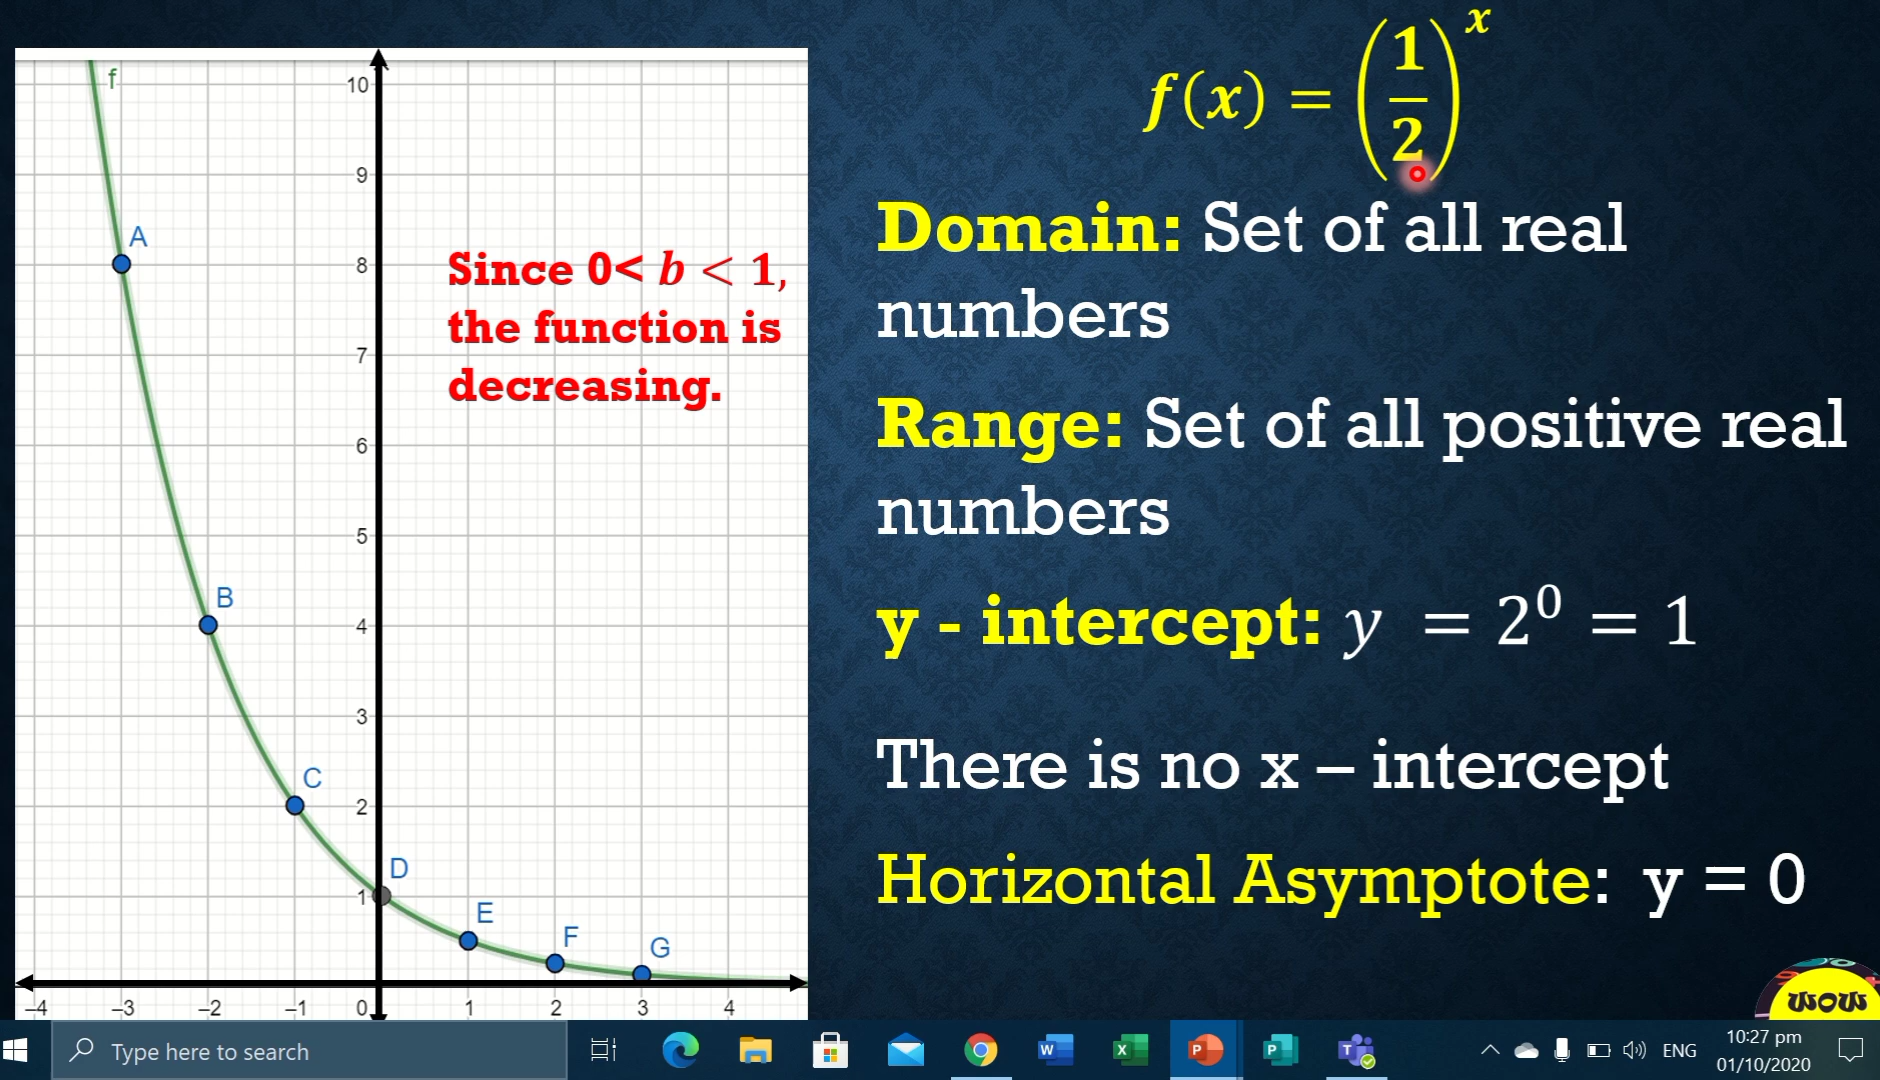 f(x) = (1/2)^x
f
10
9
A
8
7
6
5
B
4
3
C
2
D
1
E
F
G
–4 –3 –2 –1 0 1 2 3 4
Since 0< b < 1,
the function is
decreasing.
Domain: Set of all real
numbers
Range: Set of all positive real
numbers
y - intercept: y = 2⁰ = 1
There is no x – intercept
Horizontal Asymptote: y = 0
WOW
Type here to search
W
X
P
P
T
ENG
10:27 pm
01/10/2020